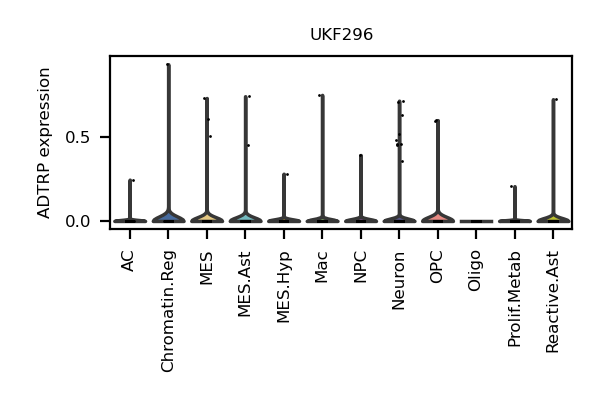 UKF296
ADTRP expression
0.5
0.0
AC
Chromatin.Reg
MES
MES.Ast
MES.Hyp
Mac
NPC
Neuron
OPC
Oligo
Prolif.Metab
Reactive.Ast